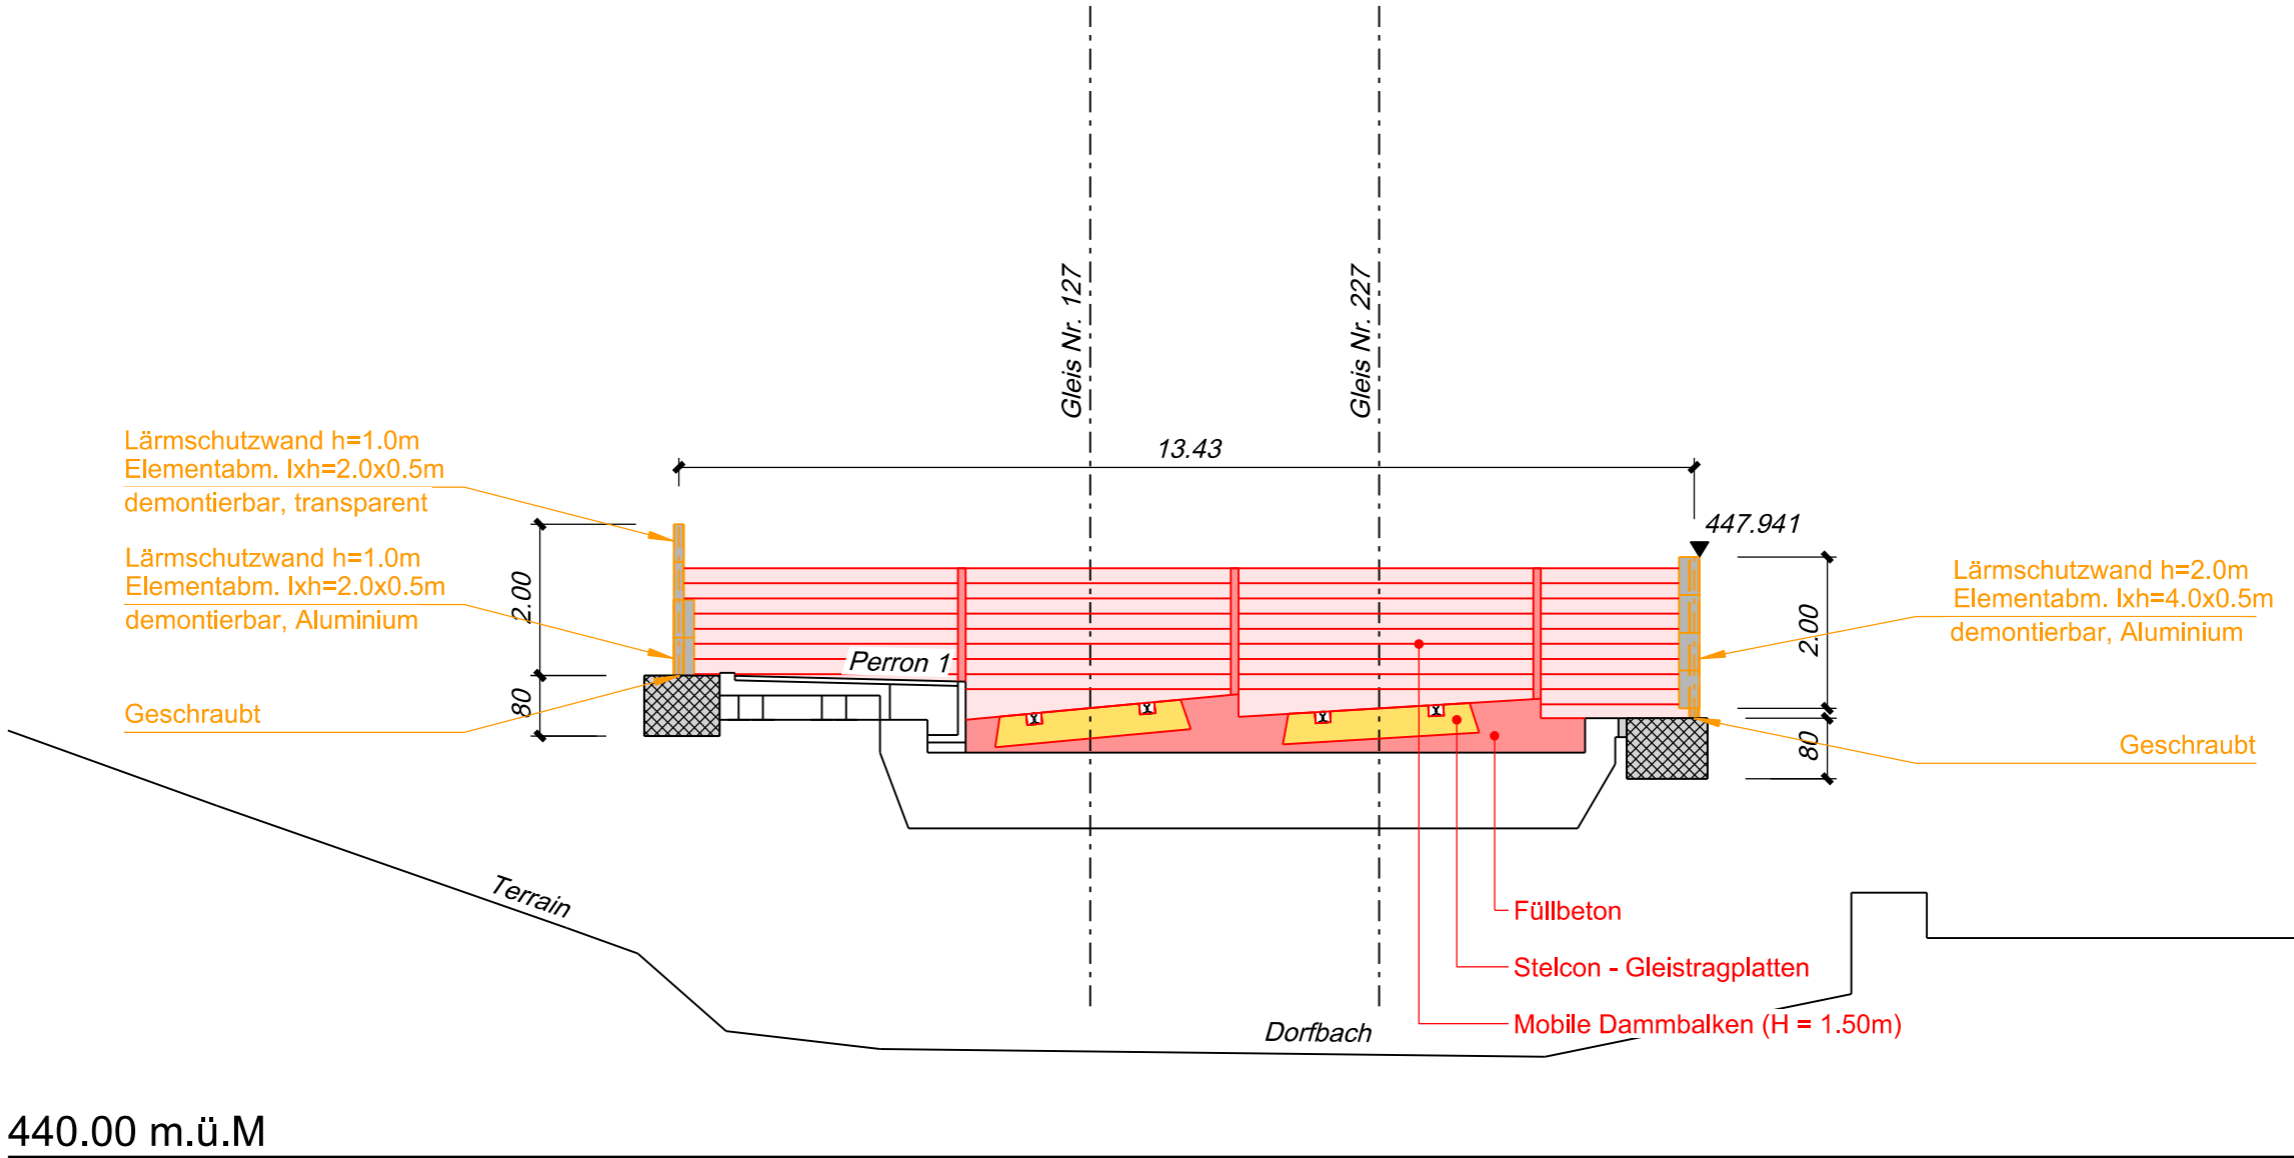 Gleis Nr. 127
Gleis Nr. 227
13.43
447.941
Lärmschutzwand h=1.0m
Elementabm. lxh=2.0x0.5m
demontierbar, transparent
Lärmschutzwand h=1.0m
Elementabm. lxh=2.0x0.5m
demontierbar, Aluminium
Geschraubt
2.00
80
Perron 1
2.00
80
Lärmschutzwand h=2.0m
Elementabm. lxh=4.0x0.5m
demontierbar, Aluminium
Geschraubt
Terrain
Füllbeton
Stelcon - Gleistragplatten
Mobile Dammbalken (H = 1.50m)
Dorfbach
440.00 m.ü.M